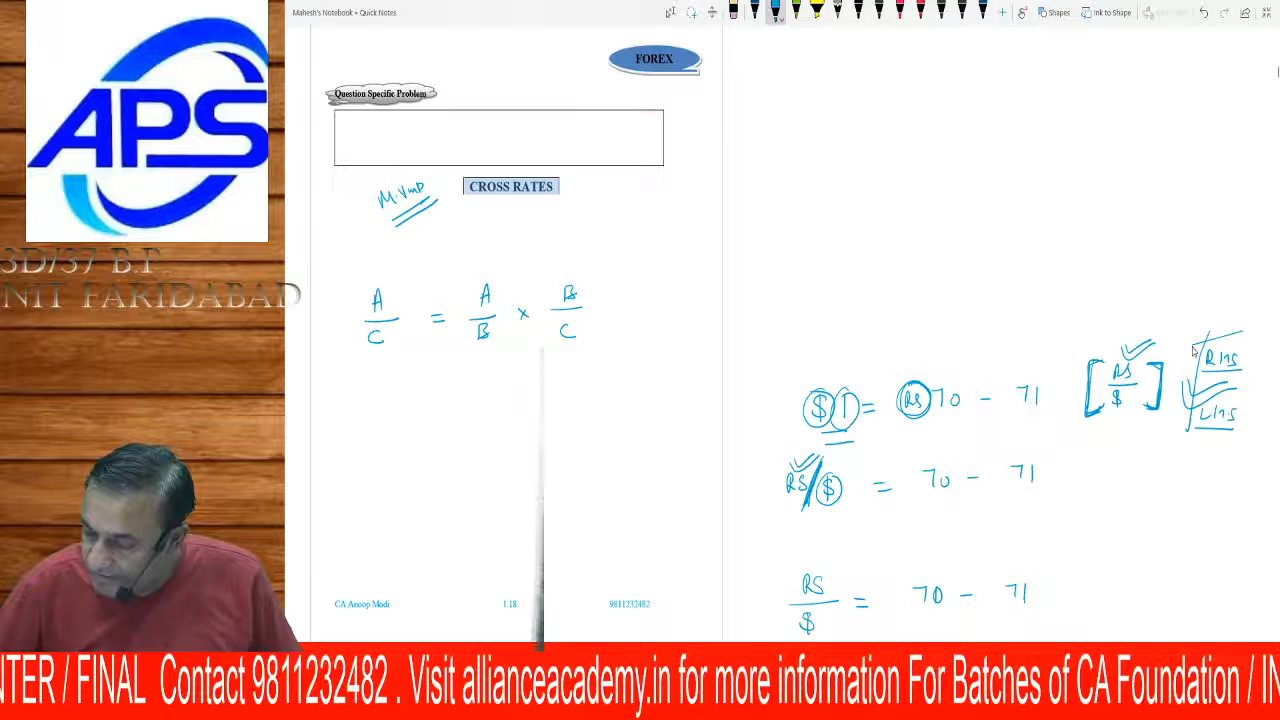 Mahesh's Notebook » Quick Notes
Shapes
Ink to Shape
APS
3D/37 B.P.
NIT FARIDABAD
FOREX
Question Specific Problem
CROSS RATES
A/C = A/B × B/C
$ 1 = RS 70 - 71 [RS/$] RHS/LHS
RS/$ = 70 - 71
RS/$ = 70 - 71
CA Anoop Modi 1.18 9811232482
NTER / FINAL Contact 9811232482 . Visit allianceacademy.in for more information For Batches of CA Foundation / IN